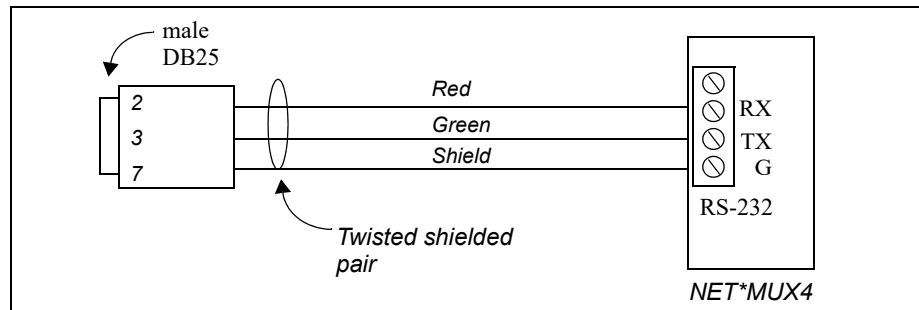 male
DB25
2
3
7
Red
Green
Shield
Twisted shielded
pair
RX
TX
G
RS-232
NET*MUX4